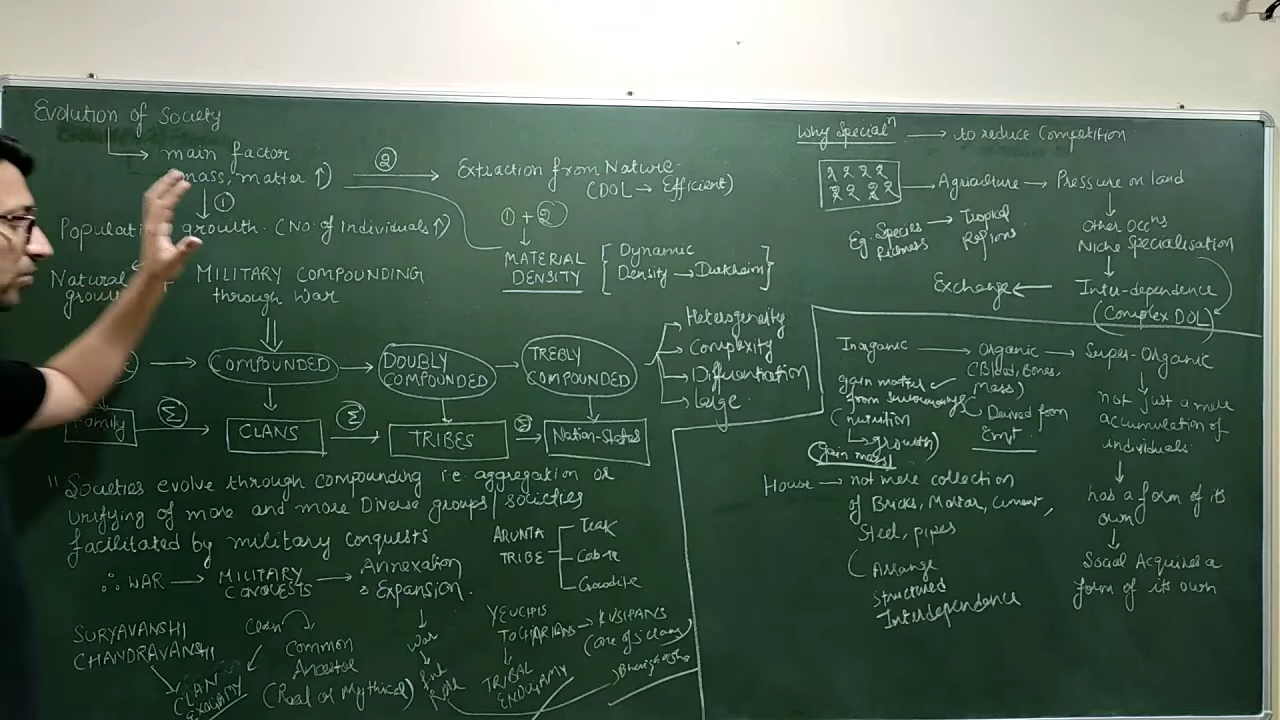 Evolution of Society
main factor
mass, matter ↑)
②
Extraction from Nature
(DOL → Efficient)
①
growth. (No. of Individuals ↑)
Natural
MILITARY COMPOUNDING
through War
① + ②
MATERIAL
DENSITY
Dynamic
Density → Durkheim
COMPOUNDED
DOUBLY
COMPOUNDED
TREBLY
COMPOUNDED
Heterogeneity
Complexity
Differentiation
Large
Family
Σ
CLANS
Σ
TRIBES
Σ
Nation-States
"Societies evolve through compounding i.e. aggregation or
unifying of more and more Diverse groups/societies
facilitated by military conquests
∴ WAR → MILITARY CONQUESTS → Annexation
& Expansion.
ARUNTA
TRIBE
Teak
Cobra
Crocodile
SURYAVANSHI
CHANDRAVANSHI
CLAN
EXOGAMY
Clan
Common
Ancestor
(Real or Mythical)
War
YEUCHIS
TOCHARIANS → KUSHANS
(one of 5 clans)
TRIBAL
ENDOGAMY
Why Specialⁿ → to reduce Competition
Agriculture → Pressure on land
Other Occⁿs
Niche Specialisation
Eg: Species
Richness → Tropical
Regions
Exchange ← Inter-dependence
(Complex DOL)
Inorganic → ORGANIC → Super-Organic
(Blood, Bones,
Mass)
gain matter
from surroundings
(nutrition
growth)
(Gain mass)
Derived from
Emt.
not just a mere
accumulation of
individuals
has a form of its
own
Social Acquires a
form of its own
House → not mere collection
of Bricks, Mortar, Cement,
Steel, pipes
(Arrange
Structured
Interdependence